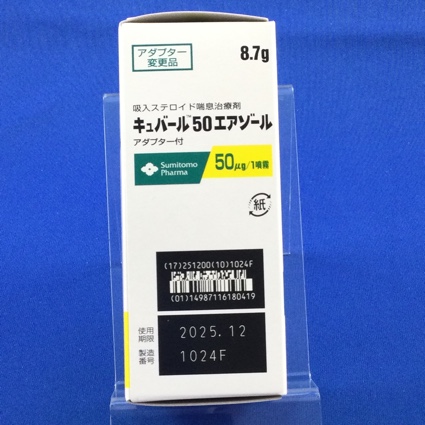 アダプター
変更品
8.7g
吸入ステロイド喘息治療剤
キュバール™50エアゾール
アダプター付
Sumitomo
Pharma
50μg/1噴霧
紙
(17)251200(10)1024F
(01)14987116180419
使用
期限
2025.12
製造
番号
1024F